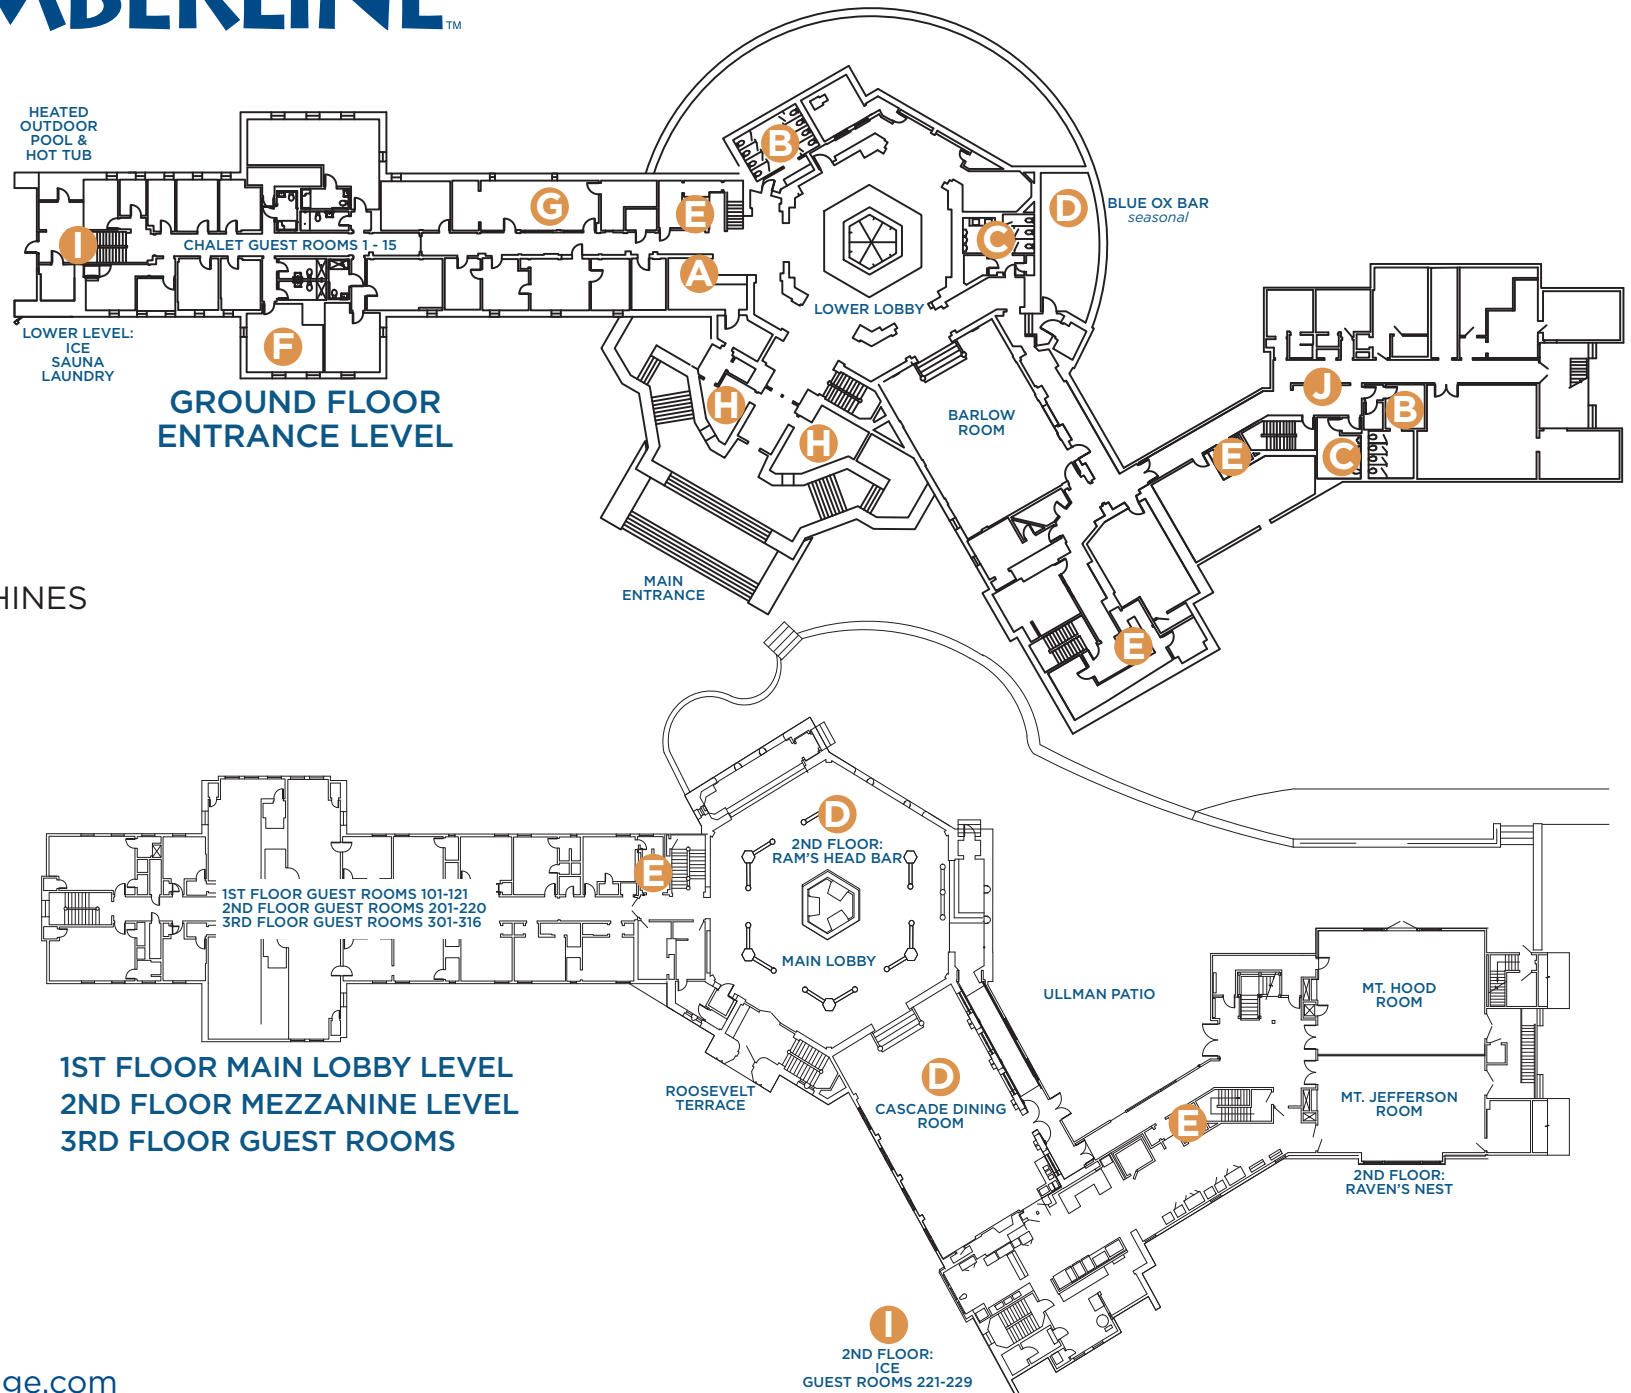 MBERLINE™
HEATED
OUTDOOR
POOL &
HOT TUB
B
G
E
D
BLUE OX BAR
seasonal
I
CHALET GUEST ROOMS 1 - 15
C
A
LOWER LOBBY
LOWER LEVEL:
ICE
SAUNA
LAUNDRY
F
GROUND FLOOR
ENTRANCE LEVEL
H
H
BARLOW
ROOM
J
B
E
C
MAIN
ENTRANCE
HINES
E
D
2ND FLOOR:
RAM'S HEAD BAR
E
1ST FLOOR GUEST ROOMS 101-121
2ND FLOOR GUEST ROOMS 201-220
3RD FLOOR GUEST ROOMS 301-316
MAIN LOBBY
ULLMAN PATIO
MT. HOOD
ROOM
1ST FLOOR MAIN LOBBY LEVEL
2ND FLOOR MEZZANINE LEVEL
3RD FLOOR GUEST ROOMS
ROOSEVELT
TERRACE
D
CASCADE DINING
ROOM
MT. JEFFERSON
ROOM
E
2ND FLOOR:
RAVEN'S NEST
I
2ND FLOOR:
ICE
GUEST ROOMS 221-229
ge.com